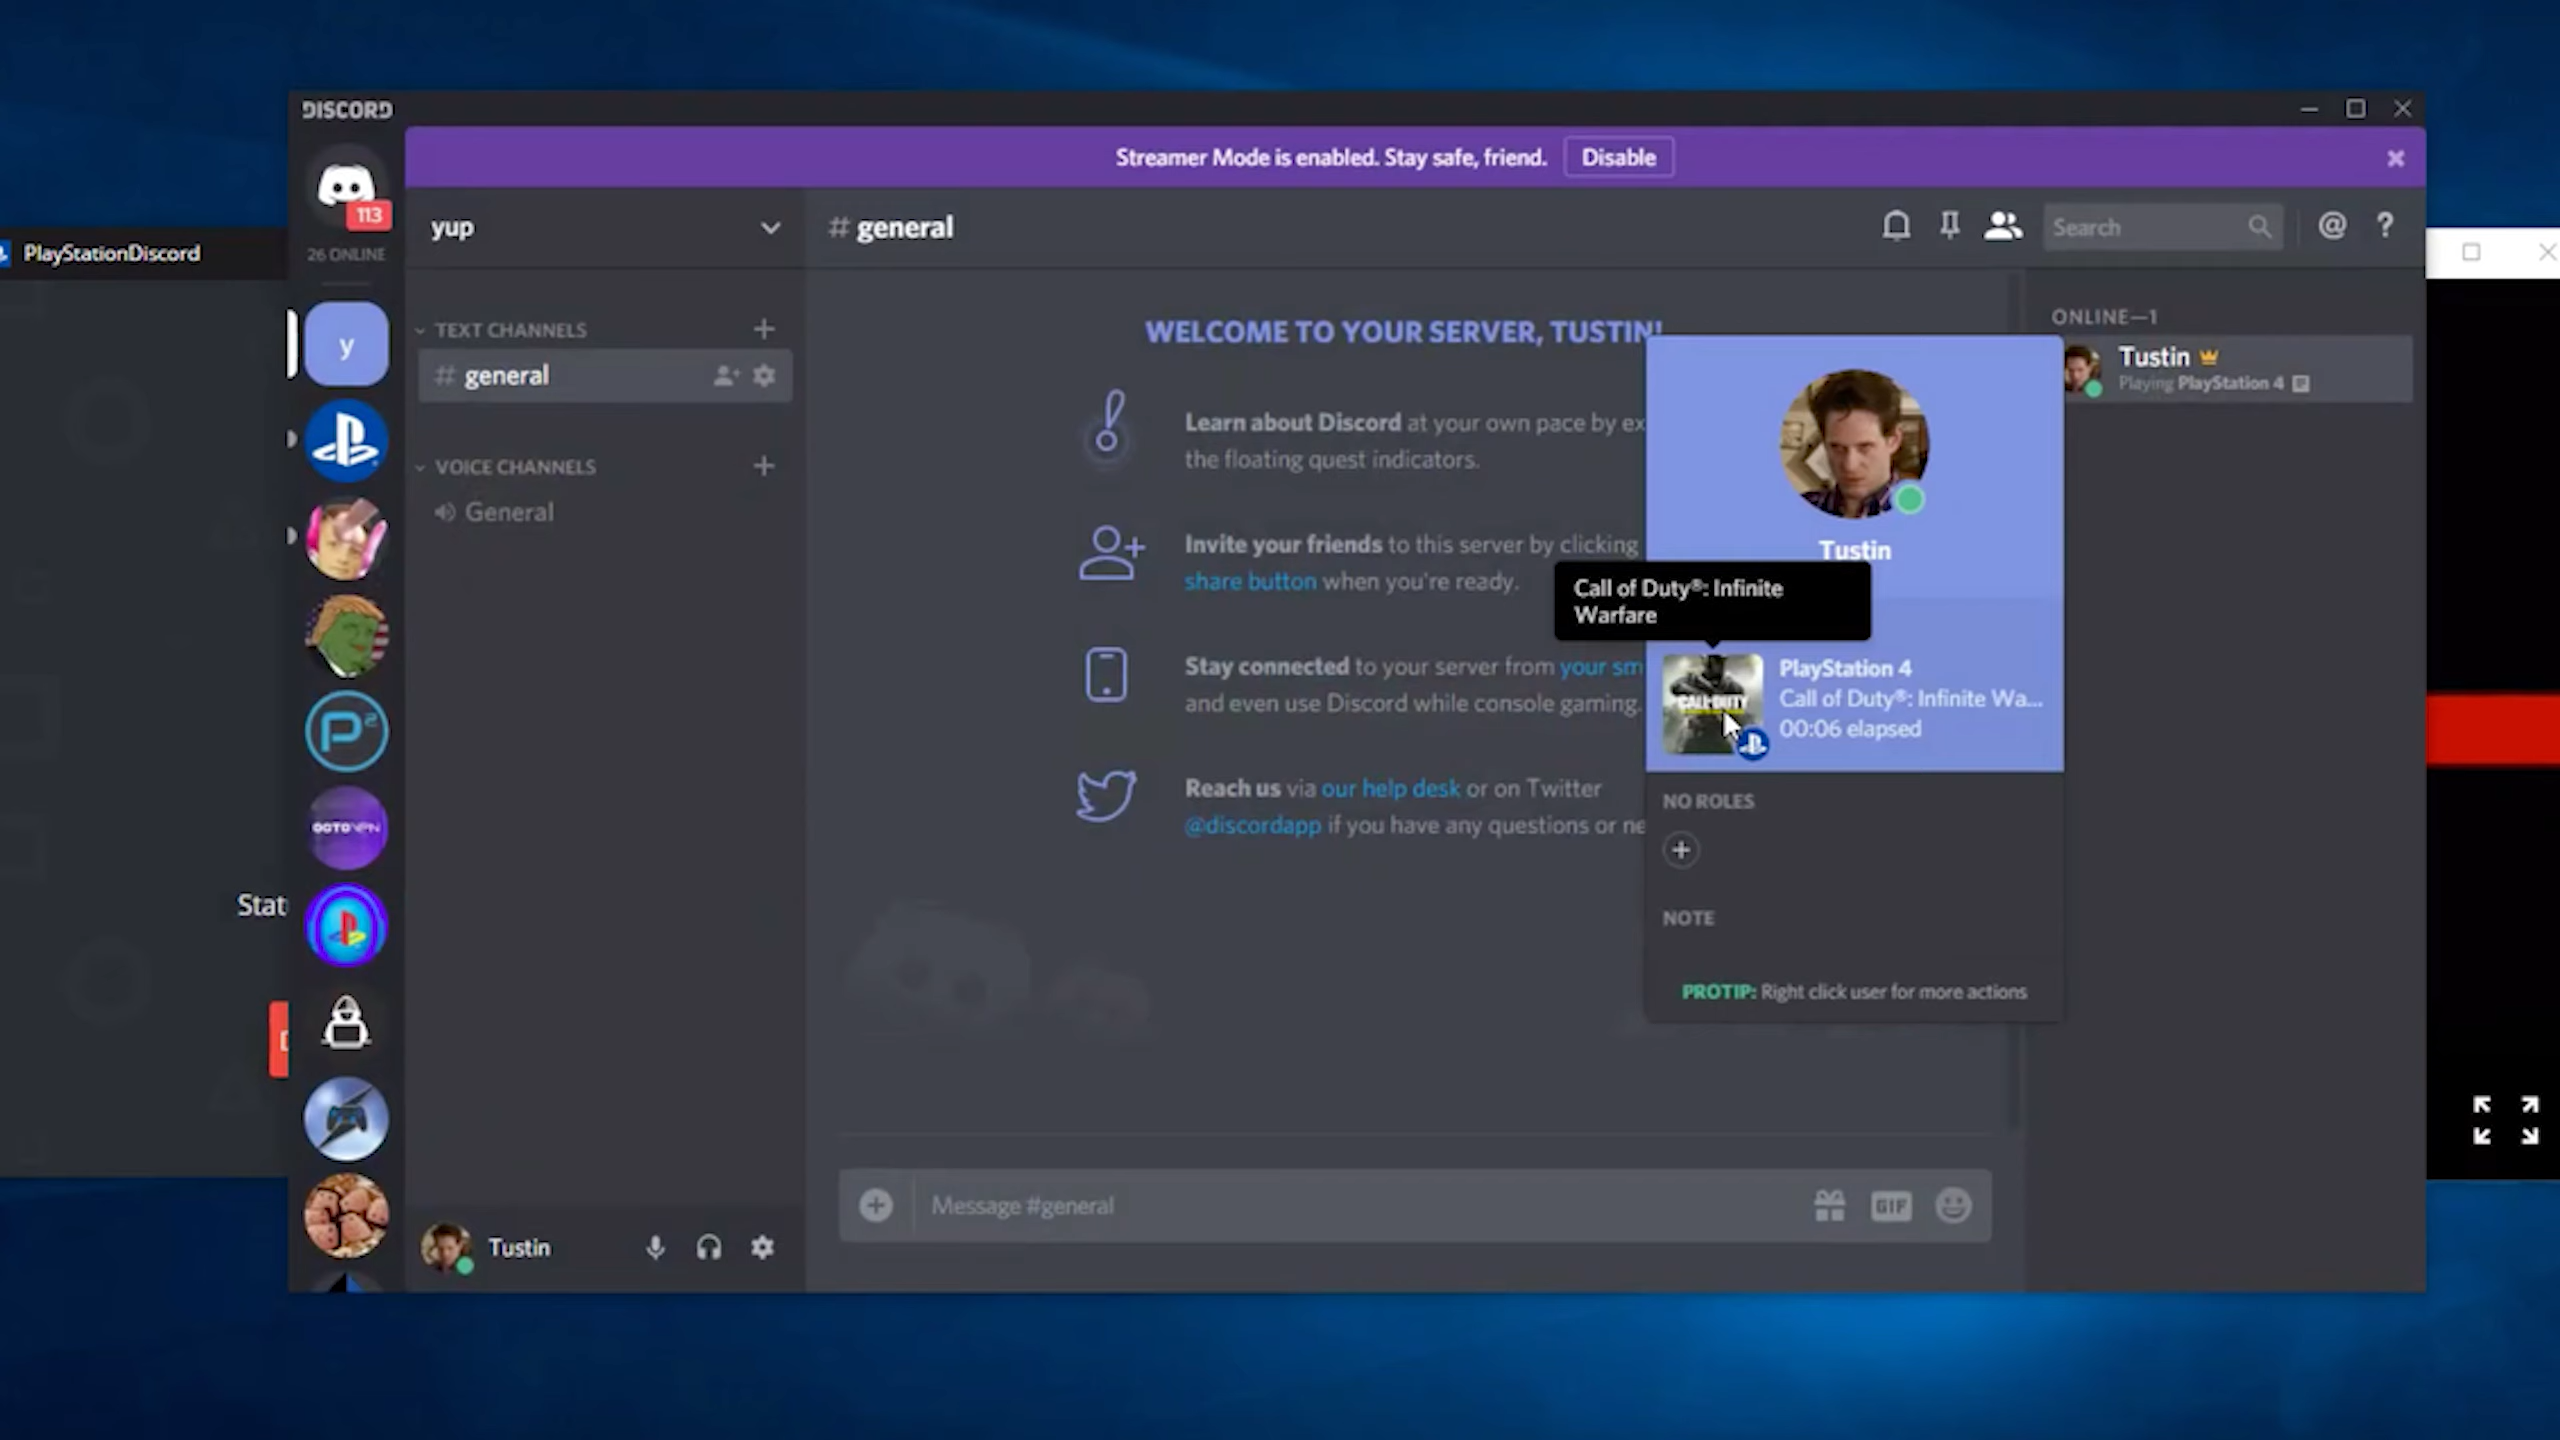 DISCORD
Streamer Mode is enabled. Stay safe, friend.
Disable
113
26 ONLINE
PlayStationDiscord
yup
# general
Search
@
?
y
TEXT CHANNELS
# general
VOICE CHANNELS
General
WELCOME TO YOUR SERVER, TUSTIN!
Learn about Discord at your own pace by ex
the floating quest indicators.
Invite your friends to this server by clicking
share button when you're ready.
Stay connected to your server from your sm
and even use Discord while console gaming.
Reach us via our help desk or on Twitter
@discordapp if you have any questions or ne
ONLINE—1
Tustin
Playing PlayStation 4
Tustin
Call of Duty®: Infinite
Warfare
CALL OF DUTY
PlayStation 4
Call of Duty®: Infinite Wa...
00:06 elapsed
NO ROLES
NOTE
PROTIP: Right click user for more actions
P2
OCTOVPN
Stat
Tustin
Message #general
GIF